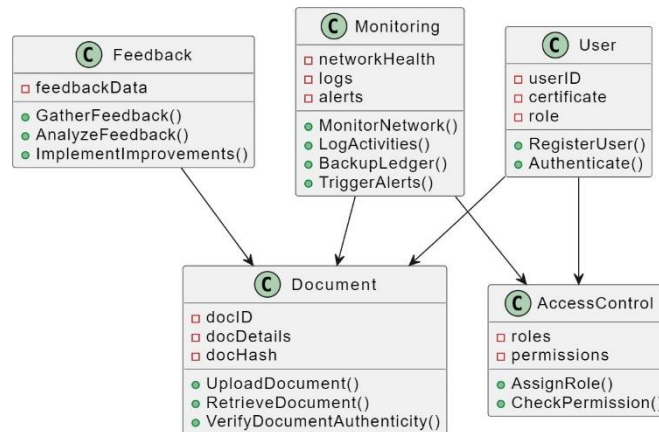 C Feedback
feedbackData
GatherFeedback()
AnalyzeFeedback()
ImplementImprovements()
C Monitoring
networkHealth
logs
alerts
MonitorNetwork()
LogActivities()
BackupLedger()
TriggerAlerts()
C User
userID
certificate
role
RegisterUser()
Authenticate()
C Document
docID
docDetails
docHash
UploadDocument()
RetrieveDocument()
VerifyDocumentAuthenticity()
C AccessControl
roles
permissions
AssignRole()
CheckPermission()